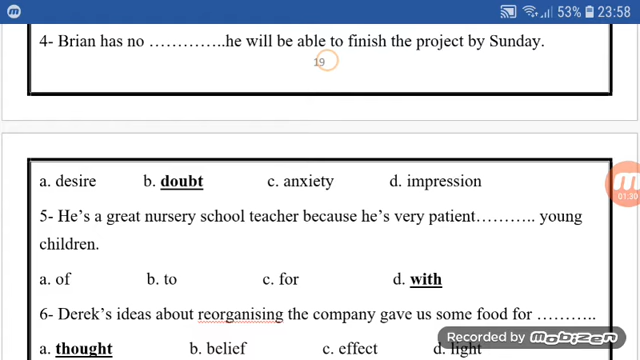 53% 23:58
4- Brian has no …………..he will be able to finish the project by Sunday.
19
a. desire b. doubt c. anxiety d. impression
01:30
5- He’s a great nursery school teacher because he’s very patient……….. young
children.
a. of b. to c. for d. with
6- Derek’s ideas about reorganising the company gave us some food for ………..
Recorded by mobizen
a. thought b. belief c. effect d. light